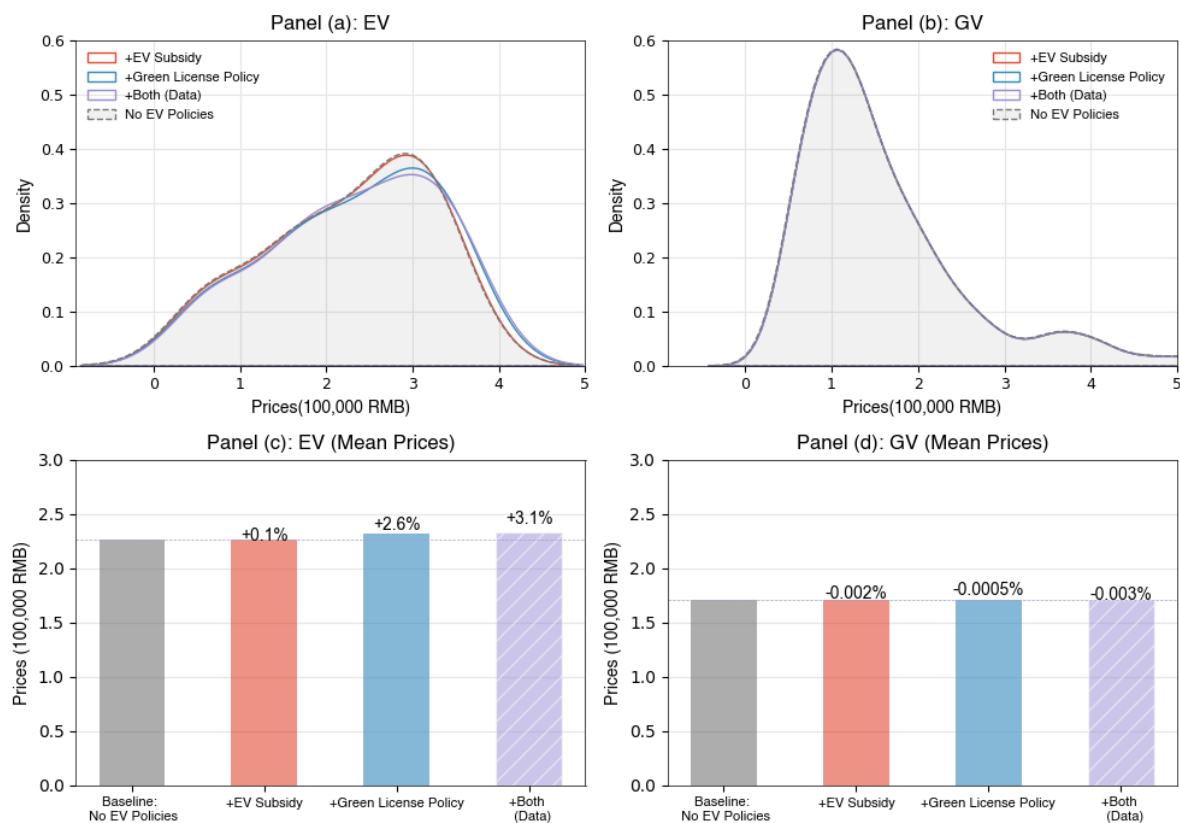 Panel (a): EV
0.6
0.5
0.4
0.3
0.2
0.1
0.0
Density
+EV Subsidy
+Green License Policy
+Both (Data)
No EV Policies
0
1
2
3
4
5
Prices(100,000 RMB)
Panel (b): GV
0.6
0.5
0.4
0.3
0.2
0.1
0.0
Density
+EV Subsidy
+Green License Policy
+Both (Data)
No EV Policies
0
1
2
3
4
5
Prices(100,000 RMB)
Panel (c): EV (Mean Prices)
3.0
2.5
2.0
1.5
1.0
0.5
0.0
Prices (100,000 RMB)
+0.1%
+2.6%
+3.1%
Baseline:
No EV Policies
+EV Subsidy
+Green License Policy
+Both
(Data)
Panel (d): GV (Mean Prices)
3.0
2.5
2.0
1.5
1.0
0.5
0.0
Prices (100,000 RMB)
-0.002%
-0.0005%
-0.003%
Baseline:
No EV Policies
+EV Subsidy
+Green License Policy
+Both
(Data)